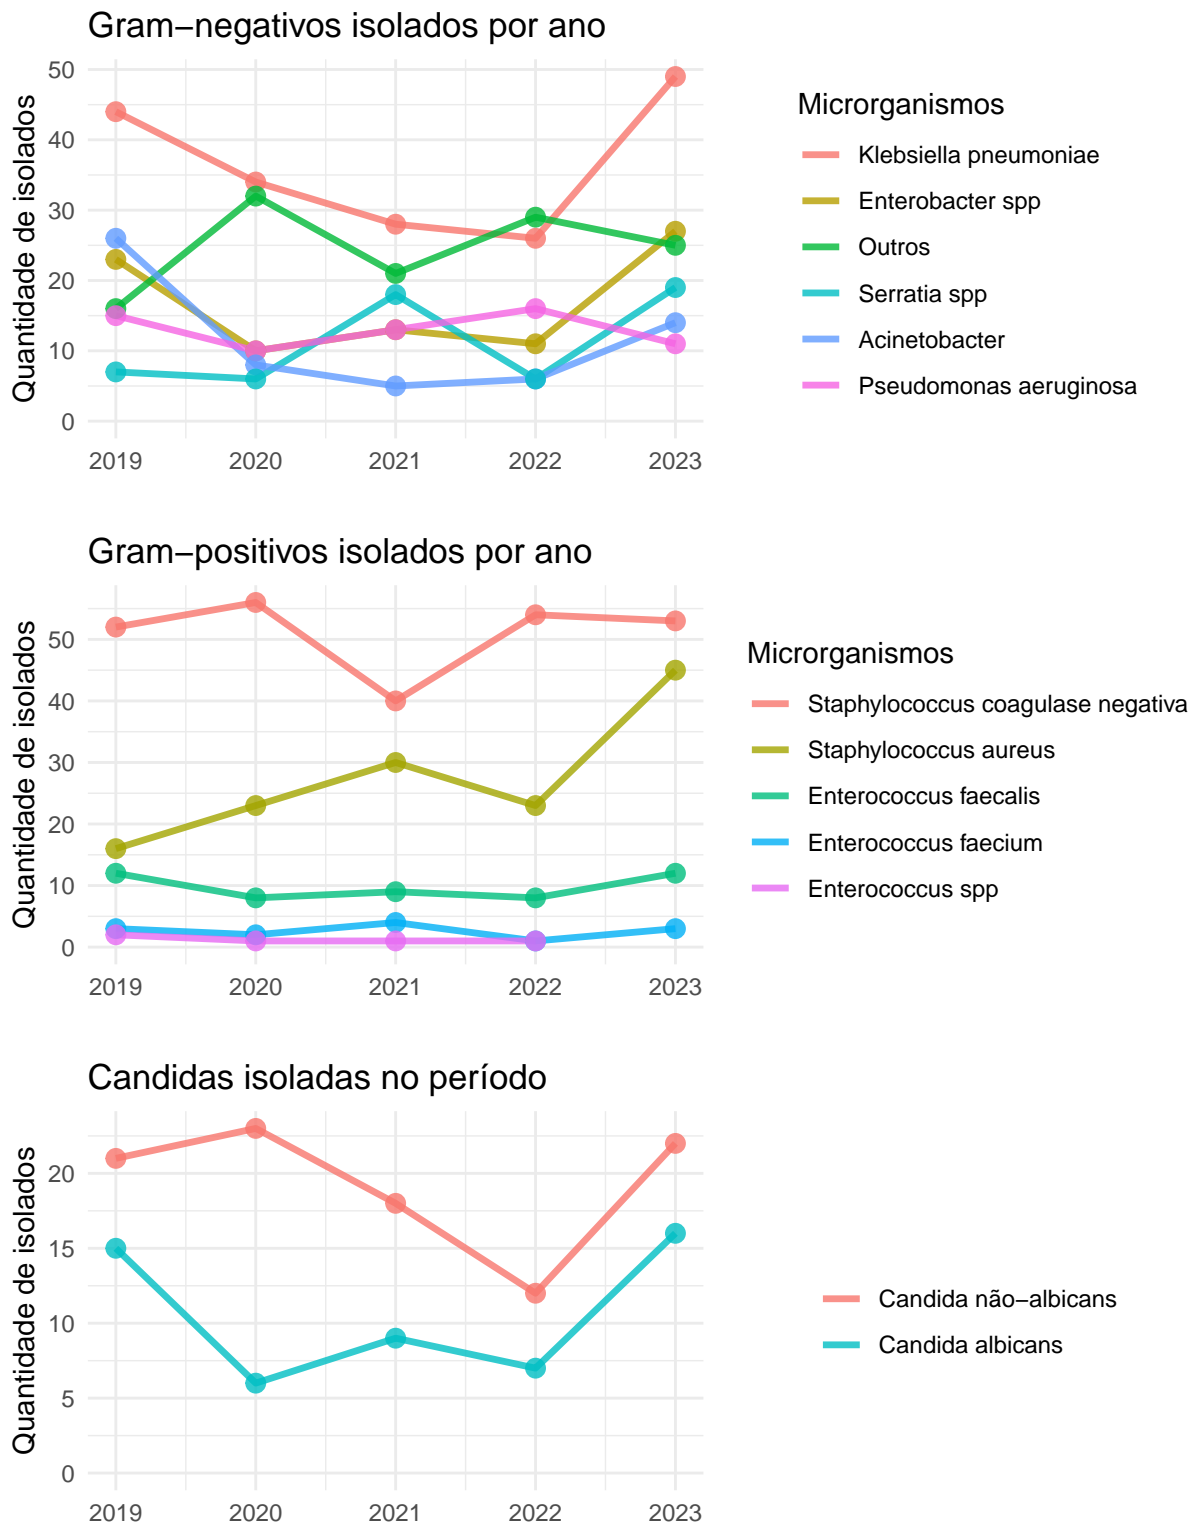 Gram−negativos isolados por ano
Quantidade de isolados
50
40
30
20
10
0
2019 2020 2021 2022 2023
Microrganismos
Klebsiella pneumoniae
Enterobacter spp
Outros
Serratia spp
Acinetobacter
Pseudomonas aeruginosa
Gram−positivos isolados por ano
Quantidade de isolados
50
40
30
20
10
0
2019 2020 2021 2022 2023
Microrganismos
Staphylococcus coagulase negativa
Staphylococcus aureus
Enterococcus faecalis
Enterococcus faecium
Enterococcus spp
Candidas isoladas no período
Quantidade de isolados
20
15
10
5
0
2019 2020 2021 2022 2023
Candida não−albicans
Candida albicans